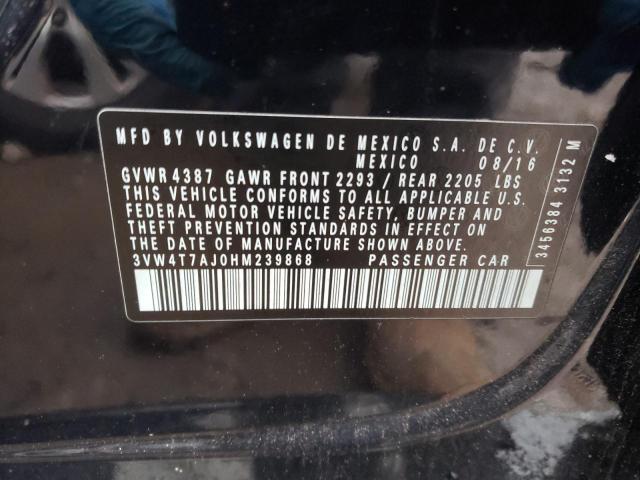 MFD BY VOLKSWAGEN DE MEXICO S.A. DE C.V.
MEXICO 08/16
GVWR 4387 GAWR FRONT 2293 / REAR 2205 LBS
THIS VEHICLE CONFORMS TO ALL APPLICABLE U.S.
FEDERAL MOTOR VEHICLE SAFETY, BUMPER AND
THEFT PREVENTION STANDARDS IN EFFECT ON
THE DATE OF MANUFACTURE SHOWN ABOVE.
3VW4T7AJ0HM239868 PASSENGER CAR
3456384 3132 M